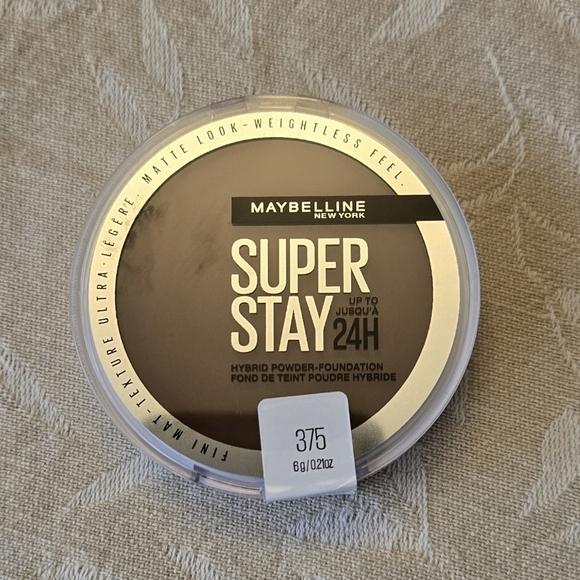 FINI MAT-TEXTURE ULTRA-LÉGÈRE. MATTE LOOK-WEIGHTLESS FEEL.
MAYBELLINE
NEW YORK
SUPER
STAY
UP TO
JUSQU'À
24H
HYBRID POWDER-FOUNDATION
FOND DE TEINT POUDRE HYBRIDE
375
6g/0.21oz